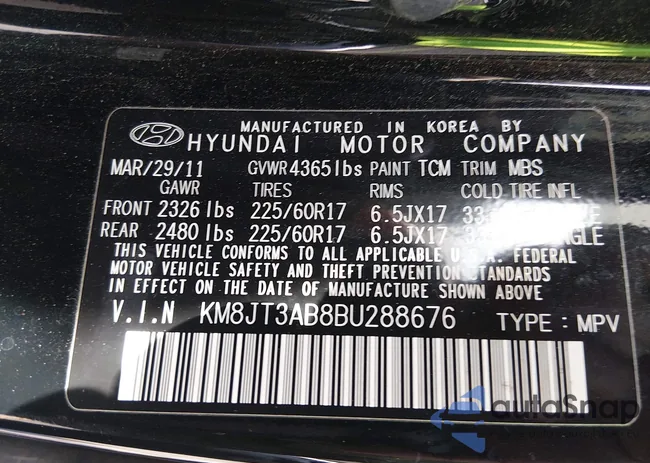 MANUFACTURED IN KOREA BY
HYUNDAI MOTOR COMPANY
MAR/29/11 GVWR 4365 lbs PAINT TCM TRIM MBS
GAWR TIRES RIMS COLD TIRE INFL
FRONT 2326 lbs 225/60R17 6.5JX17
REAR 2480 lbs 225/60R17 6.5JX17
THIS VEHICLE CONFORMS TO ALL APPLICABLE U.S.A. FEDERAL
MOTOR VEHICLE SAFETY AND THEFT PREVENTION STANDARDS
IN EFFECT ON THE DATE OF MANUFACTURE SHOWN ABOVE
V.I.N KM8JT3AB8BU288676 TYPE : MPV
autoSnap